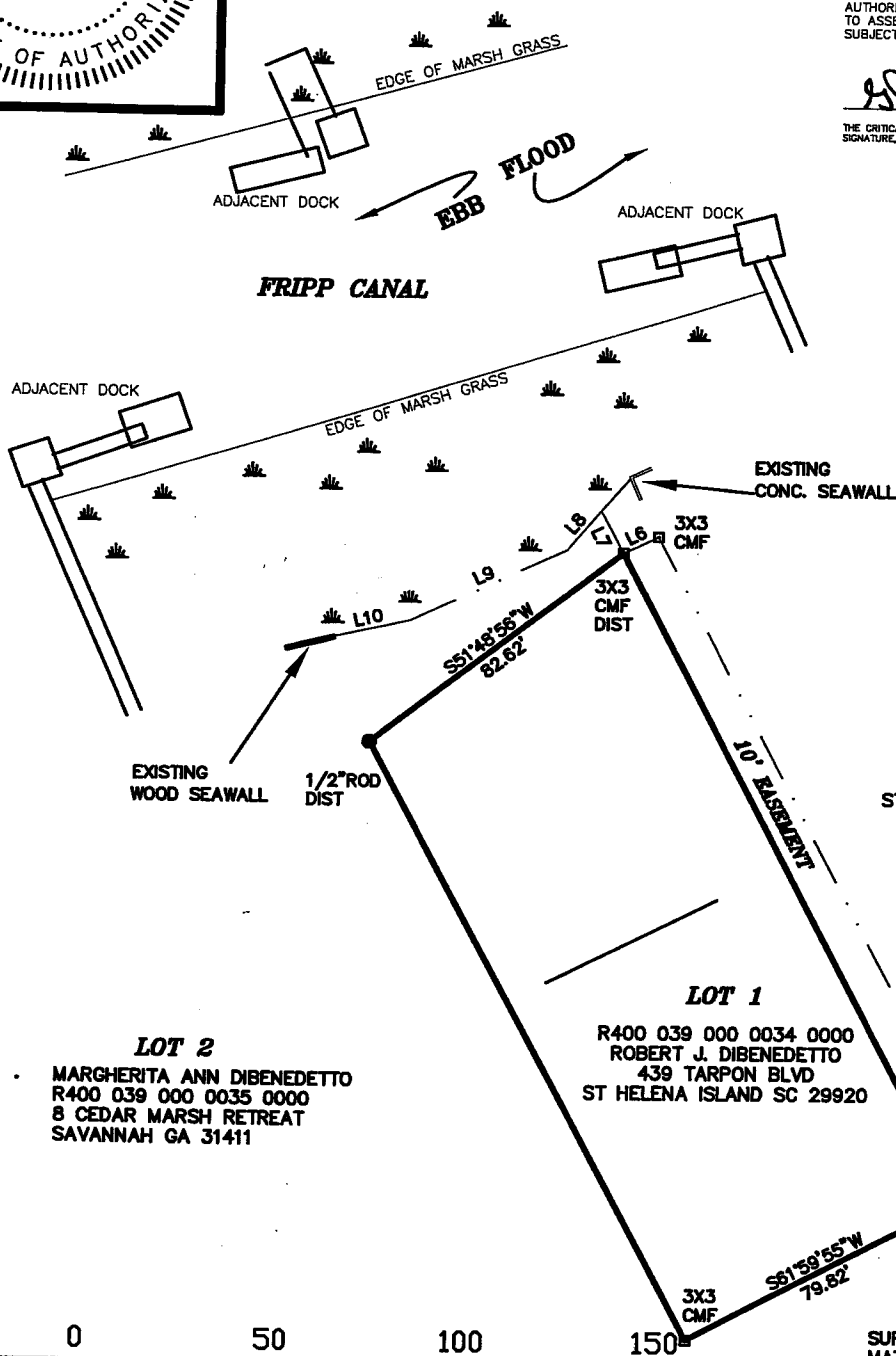 OF AUTHORI
AUTHORI
TO ASSE
SUBJECT
THE CRITICA
SIGNATURE,
EDGE OF MARSH GRASS
ADJACENT DOCK
EBB FLOOD
ADJACENT DOCK
FRIPP CANAL
ADJACENT DOCK
EDGE OF MARSH GRASS
EXISTING
CONC. SEAWALL
L8
L7
L6
3X3
CMF
L9
3X3
CMF
DIST
L10
S51°48'56"W
82.62'
EXISTING
WOOD SEAWALL
1/2"ROD
DIST
10' EASEMENT
ST
LOT 1
R400 039 000 0034 0000
ROBERT J. DIBENEDETTO
439 TARPON BLVD
ST HELENA ISLAND SC 29920
LOT 2
MARGHERITA ANN DIBENEDETTO
R400 039 000 0035 0000
8 CEDAR MARSH RETREAT
SAVANNAH GA 31411
S61°59'55"W
79.82'
3X3
CMF
0 50 100 150
SUR